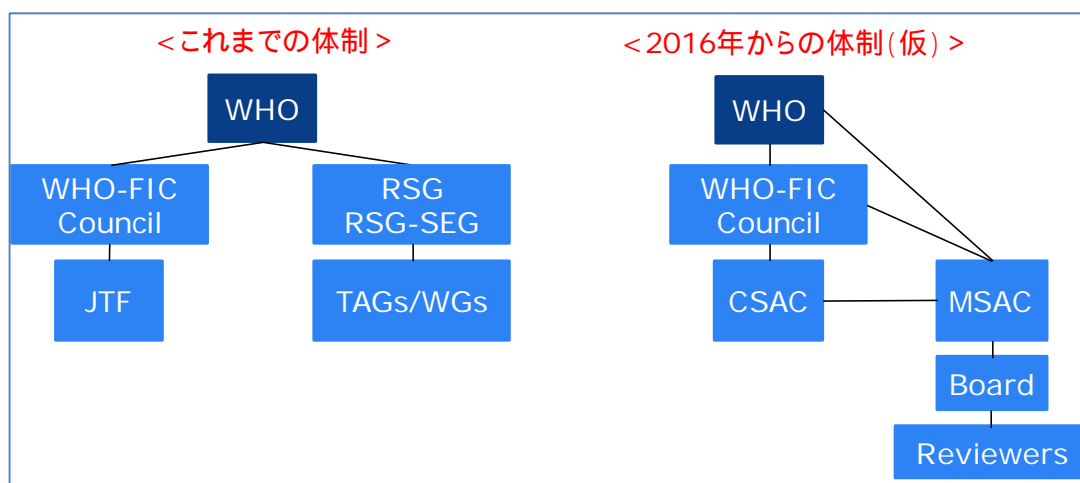 <これまでの体制>
WHO
WHO-FIC
Council
RSG
RSG-SEG
JTF
TAGs/WGs
<2016年からの体制(仮)>
WHO
WHO-FIC
Council
CSAC
MSAC
Board
Reviewers